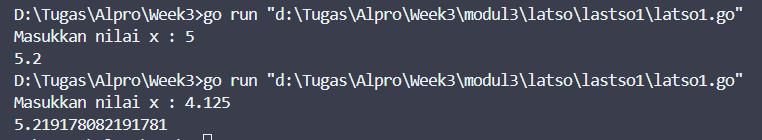 D:\Tugas\Alpro\Week3>go run "d:\Tugas\Alpro\Week3\modul3\latso\lastso1\latso1.go"
Masukkan nilai x : 5
5.2
D:\Tugas\Alpro\Week3>go run "d:\Tugas\Alpro\Week3\modul3\latso\lastso1\latso1.go"
Masukkan nilai x : 4.125
5.219178082191781